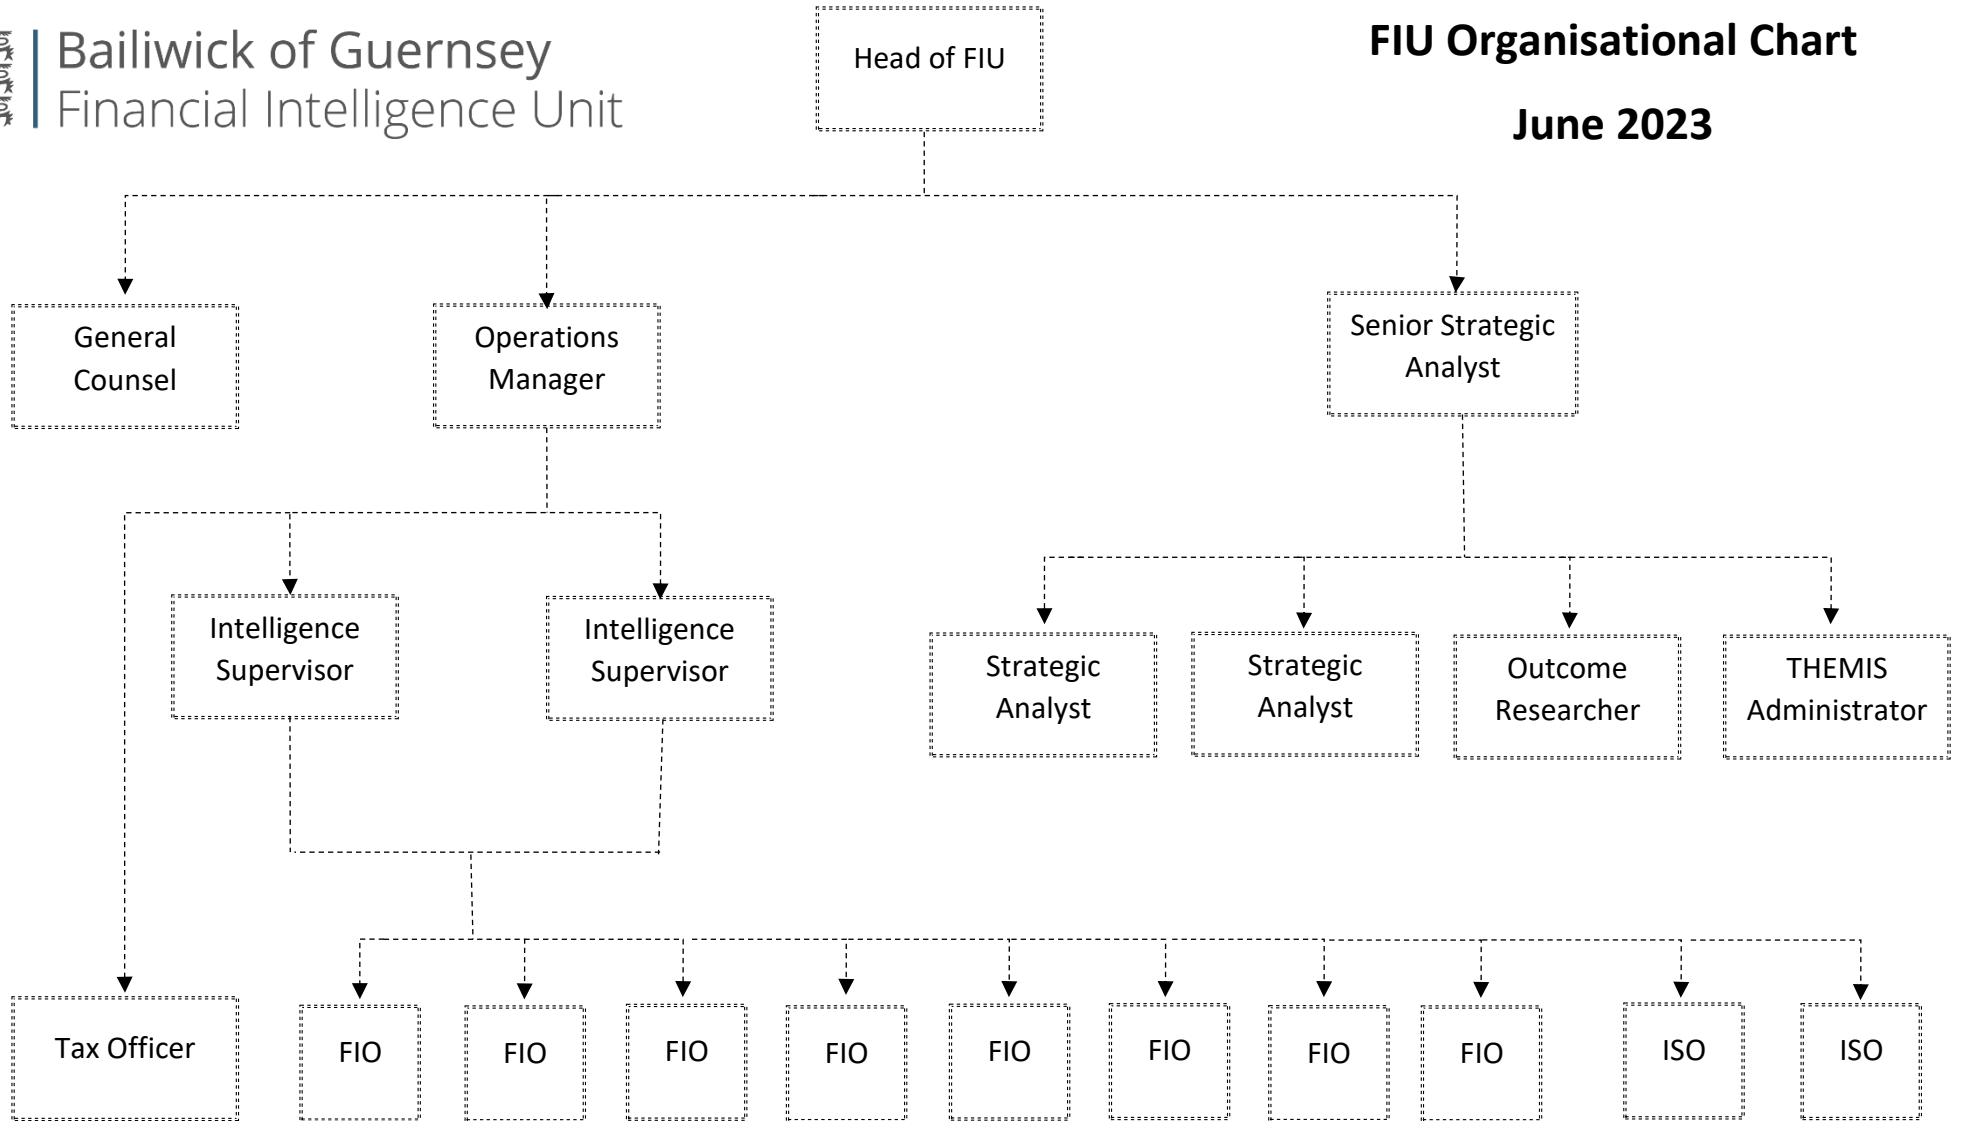 Bailiwick of Guernsey
Financial Intelligence Unit
Head of FIU
FIU Organisational Chart
June 2023
General
Counsel
Operations
Manager
Senior Strategic
Analyst
Intelligence
Supervisor
Intelligence
Supervisor
Strategic
Analyst
Strategic
Analyst
Outcome
Researcher
THEMIS
Administrator
Tax Officer
FIO
FIO
FIO
FIO
FIO
FIO
FIO
FIO
ISO
ISO